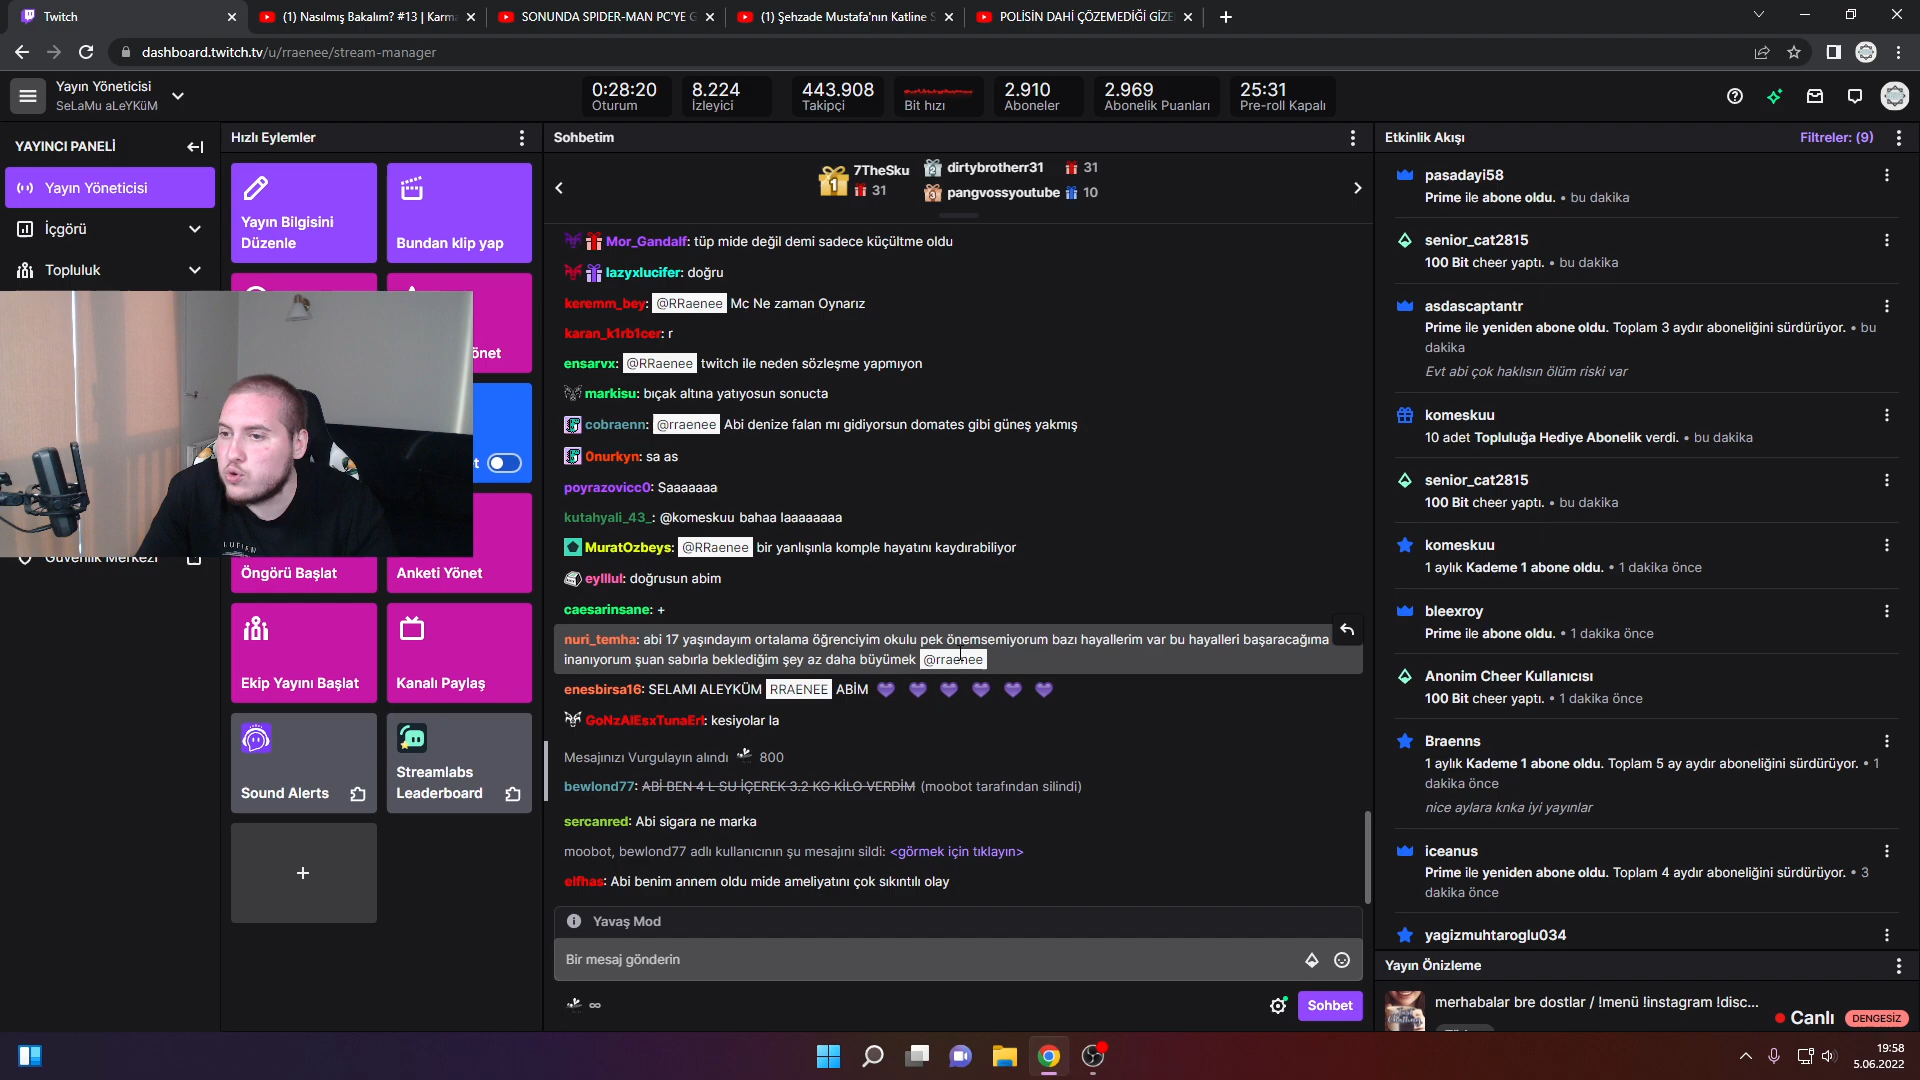 Twitch
(1) Nasılmış Bakalım? #13 | Karma
SONUNDA SPIDER-MAN PC'YE G
(1) Şehzade Mustafa'nın Katline S
POLİSİN DAHİ ÇÖZEMEDİĞİ GİZE
dashboard.twitch.tv/u/rraenee/stream-manager
Yayın Yöneticisi
SeLaMu aLeYKüM
0:28:20
Oturum
8.224
İzleyici
443.908
Takipçi
Bit hızı
2.910
Aboneler
2.969
Abonelik Puanları
25:31
Pre-roll Kapalı
YAYINCI PANELİ
Yayın Yöneticisi
İçgörü
Topluluk
Güvenlik Merkezi
Hızlı Eylemler
Yayın Bilgisini
Düzenle
Bundan klip yap
önet
t
Öngörü Başlat
Anketi Yönet
Ekip Yayını Başlat
Kanalı Paylaş
Sound Alerts
Streamlabs
Leaderboard
Sohbetim
1 7TheSku
31
2 dirtybrotherr31 31
3 pangvossyoutube 10
Mor_Gandalf: tüp mide değil demi sadece küçültme oldu
lazyxlucifer: doğru
keremm_bey: @RRaenee Mc Ne zaman Oynarız
karan_k1rb1cer: r
ensarvx: @RRaenee twitch ile neden sözleşme yapmıyon
markisu: bıçak altına yatıyosun sonucta
cobraenn: @rraenee Abi denize falan mı gidiyorsun domates gibi güneş yakmış
0nurkyn: sa as
poyrazovicc0: Saaaaaaa
kutahyali_43_: @komeskuu bahaa laaaaaaaa
MuratOzbeys: @RRaenee bir yanlışınla komple hayatını kaydırabiliyor
eylllul: doğrusun abim
caesarinsane: +
nuri_temha: abi 17 yaşındayım ortalama öğrenciyim okulu pek önemsemiyorum bazı hayallerim var bu hayalleri başaracağıma
inanıyorum şuan sabırla beklediğim şey az daha büyümek @rraenee
enesbirsa16: SELAMI ALEYKÜM RRAENEE ABİM 💜 💜 💜 💜 💜 💜
GoNzAlEsxTunaErl: kesiyolar la
Mesajınızı Vurgulayın alındı 800
bewlond77: ABİ BEN 4 L SU İÇEREK 3.2 KG KİLO VERDİM (moobot tarafından silindi)
sercanred: Abi sigara ne marka
moobot, bewlond77 adlı kullanıcının şu mesajını sildi: <görmek için tıklayın>
elfhas: Abi benim annem oldu mide ameliyatını çok sıkıntılı olay
Yavaş Mod
Bir mesaj gönderin
∞
Sohbet
Etkinlik Akışı
Filtreler: (9)
pasadayi58
Prime ile abone oldu. • bu dakika
senior_cat2815
100 Bit cheer yaptı. • bu dakika
asdascaptantr
Prime ile yeniden abone oldu. Toplam 3 aydır aboneliğini sürdürüyor. • bu
dakika
Evt abi çok haklısın ölüm riski var
komeskuu
10 adet Topluluğa Hediye Abonelik verdi. • bu dakika
senior_cat2815
100 Bit cheer yaptı. • bu dakika
komeskuu
1 aylık Kademe 1 abone oldu. • 1 dakika önce
bleexroy
Prime ile abone oldu. • 1 dakika önce
Anonim Cheer Kullanıcısı
100 Bit cheer yaptı. • 1 dakika önce
Braenns
1 aylık Kademe 1 abone oldu. Toplam 5 ay aydır aboneliğini sürdürüyor. • 1
dakika önce
nice aylara knka iyi yayınlar
iceanus
Prime ile yeniden abone oldu. Toplam 4 aydır aboneliğini sürdürüyor. • 3
dakika önce
yagizmuhtaroglu034
Yayın Önizleme
merhabalar bre dostlar / !menü !instagram !disc...
Canlı
DENGESİZ
19:58
5.06.2022